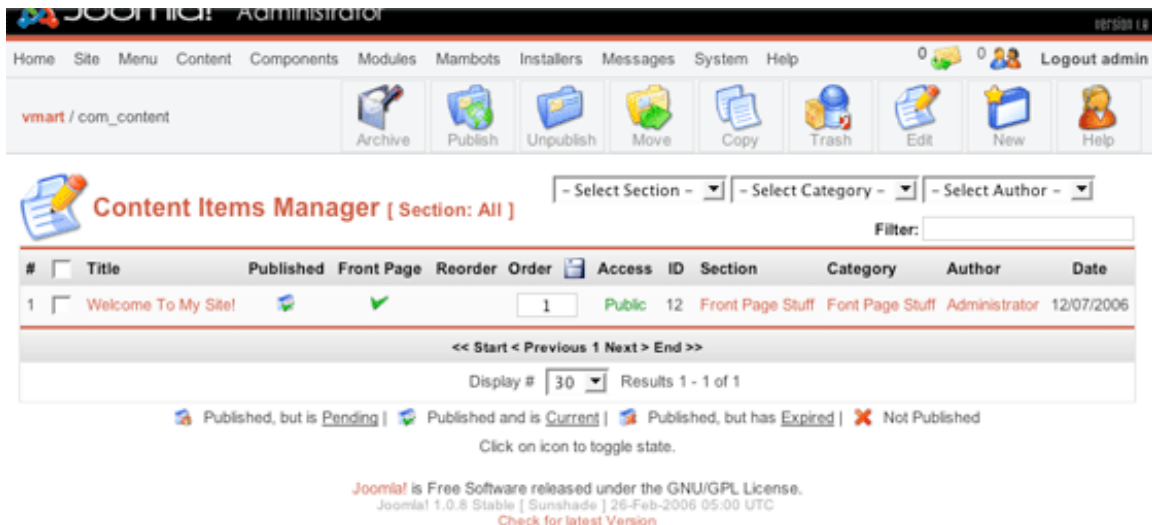 Joomla! Administrator
version 1.0
Home Site Menu Content Components Modules Mambots Installers Messages System Help 0 0 Logout admin
vmart / com_content
Archive Publish Unpublish Move Copy Trash Edit New Help
- Select Section - - Select Category - - Select Author -
Content Items Manager [ Section: All ]
Filter:
# Title Published Front Page Reorder Order Access ID Section Category Author Date
1 Welcome To My Site! 1 Public 12 Front Page Stuff Font Page Stuff Administrator 12/07/2006
<< Start < Previous 1 Next > End >>
Display # 30 Results 1 - 1 of 1
Published, but is Pending | Published and is Current | Published, but has Expired | Not Published
Click on icon to toggle state.
Joomla! is Free Software released under the GNU/GPL License.
Joomla! 1.0.8 Stable [ Sunshade ] 26-Feb-2006 05:00 UTC
Check for latest Version